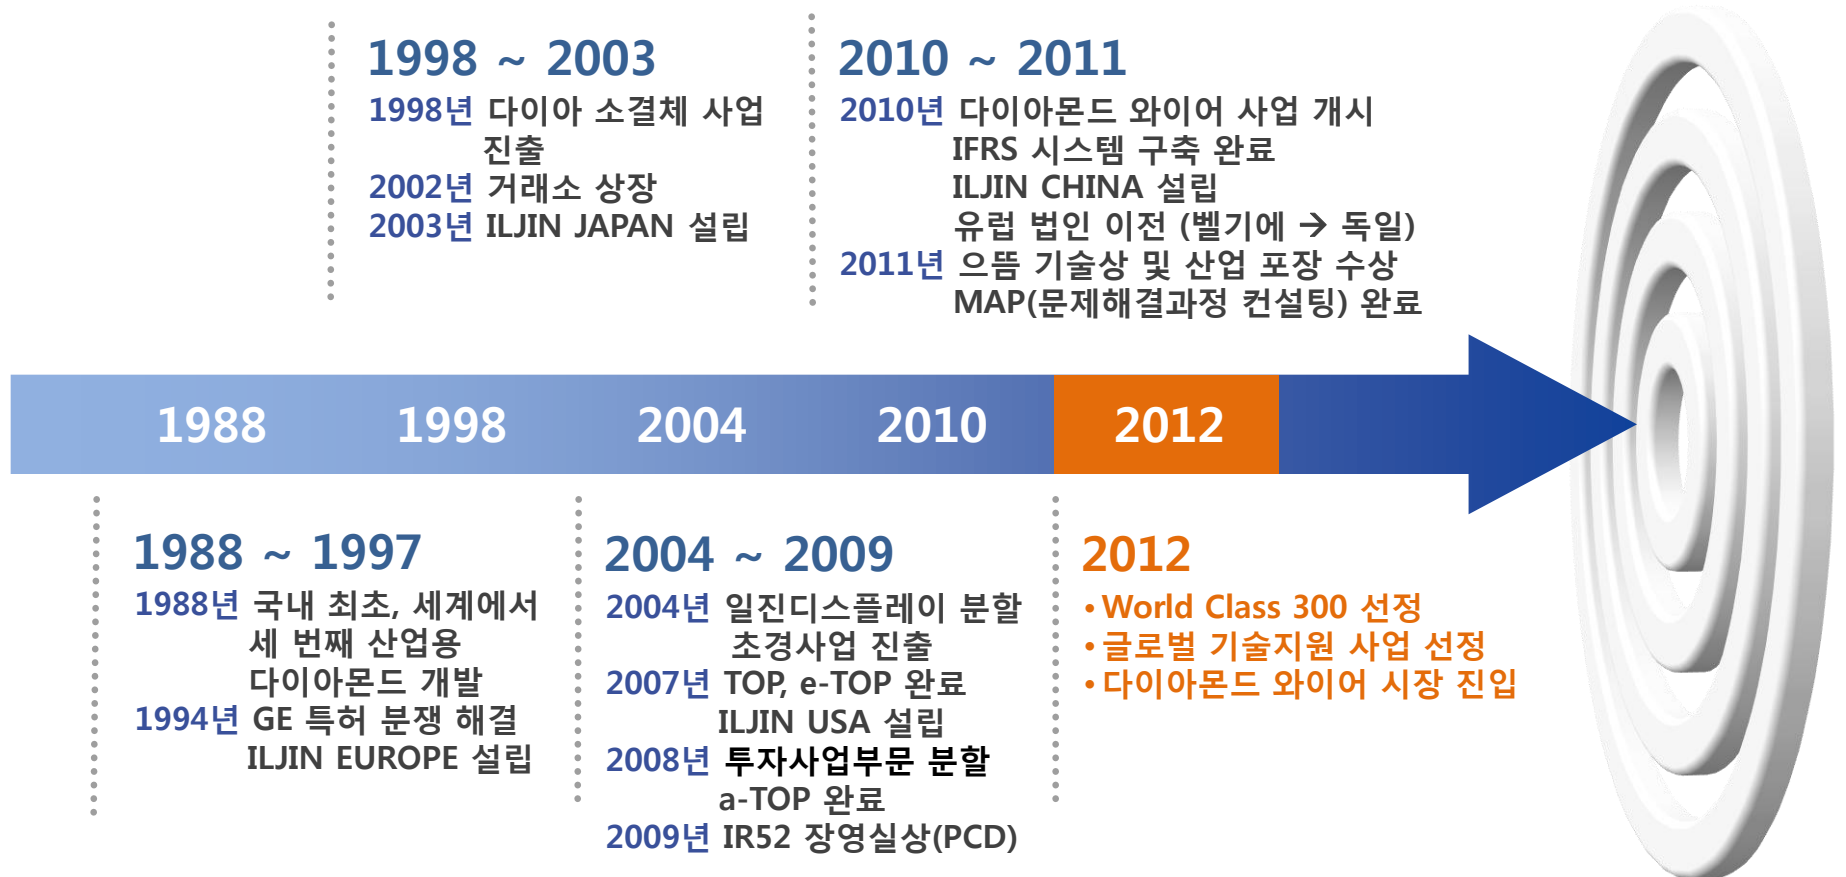 1998 ~ 2003
1998년 다이아 소결체 사업
진출
2002년 거래소 상장
2003년 ILJIN JAPAN 설립
2010 ~ 2011
2010년 다이아몬드 와이어 사업 개시
IFRS 시스템 구축 완료
ILJIN CHINA 설립
유럽 법인 이전 (벨기에 → 독일)
2011년 으뜸 기술상 및 산업 포장 수상
MAP(문제해결과정 컨설팅) 완료
1988 1998 2004 2010 2012
1988 ~ 1997
1988년 국내 최초, 세계에서
세 번째 산업용
다이아몬드 개발
1994년 GE 특허 분쟁 해결
ILJIN EUROPE 설립
2004 ~ 2009
2004년 일진디스플레이 분할
초경사업 진출
2007년 TOP, e-TOP 완료
ILJIN USA 설립
2008년 투자사업부문 분할
a-TOP 완료
2009년 IR52 장영실상(PCD)
2012
• World Class 300 선정
• 글로벌 기술지원 사업 선정
• 다이아몬드 와이어 시장 진입